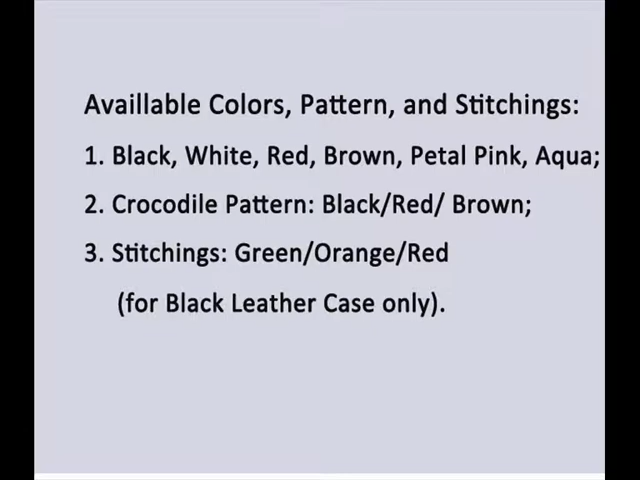 Availlable Colors, Pattern, and Stitchings:
1. Black, White, Red, Brown, Petal Pink, Aqua;
2. Crocodile Pattern: Black/Red/ Brown;
3. Stitchings: Green/Orange/Red
(for Black Leather Case only).